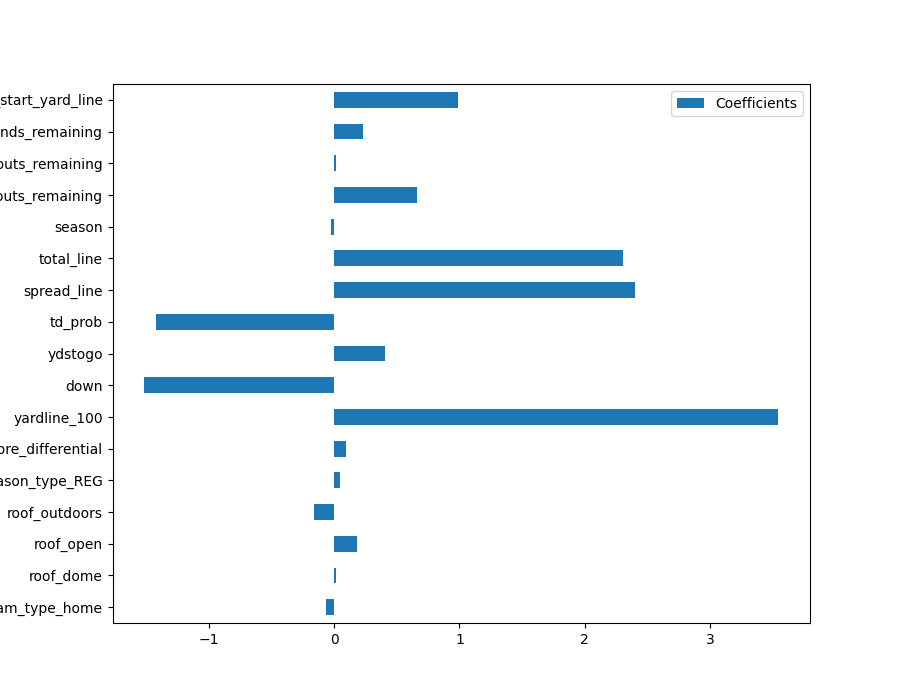 _start_yard_line
Coefficients
nds_remaining
outs_remaining
outs_remaining
season
total_line
spread_line
td_prob
ydstogo
down
yardline_100
ore_differential
ason_type_REG
roof_outdoors
roof_open
roof_dome
am_type_home
−1 0 1 2 3